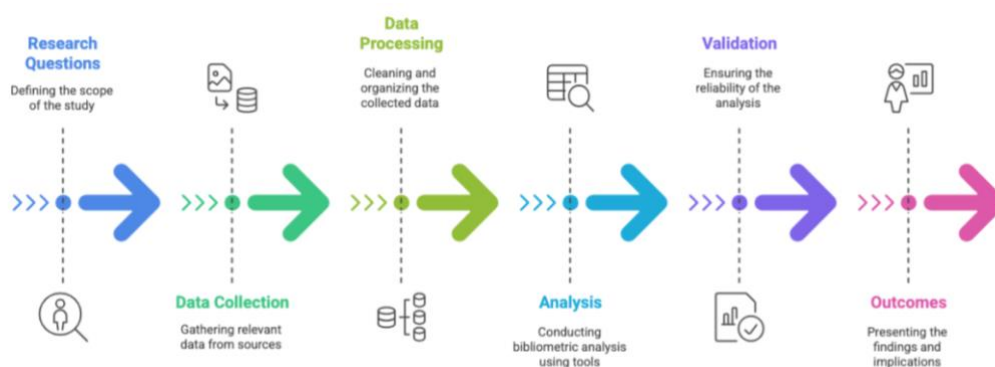 Research
Questions
Defining the scope
of the study
Data Collection
Gathering relevant
data from sources
Data
Processing
Cleaning and
organizing the
collected data
Analysis
Conducting
bibliometric analysis
using tools
Validation
Ensuring the
reliability of the
analysis
Outcomes
Presenting the
findings and
implications